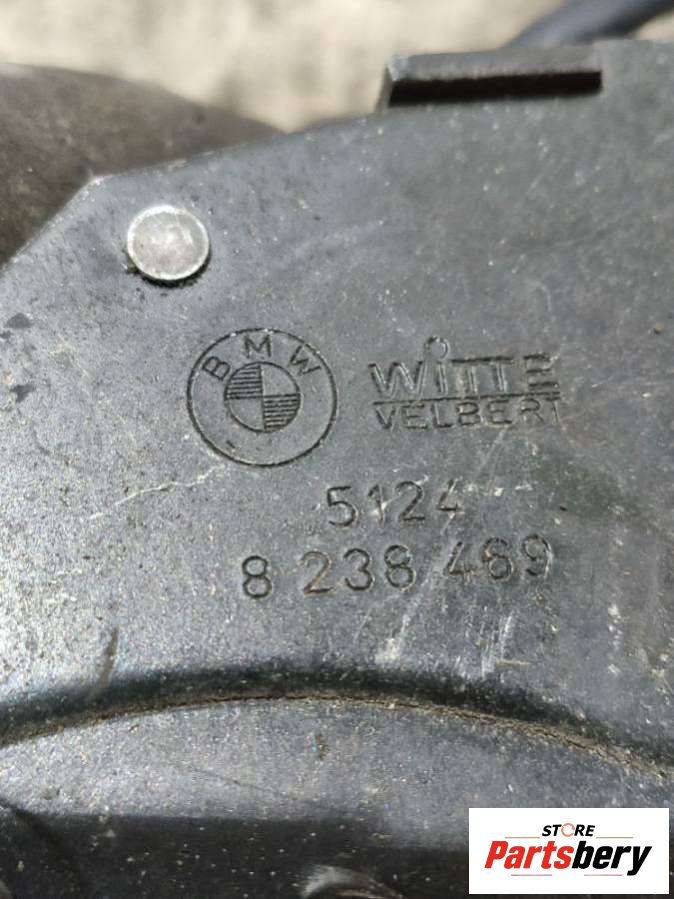 BMW
WITTE
VELBERT
5124
8 238 469
STORE
Partsbery